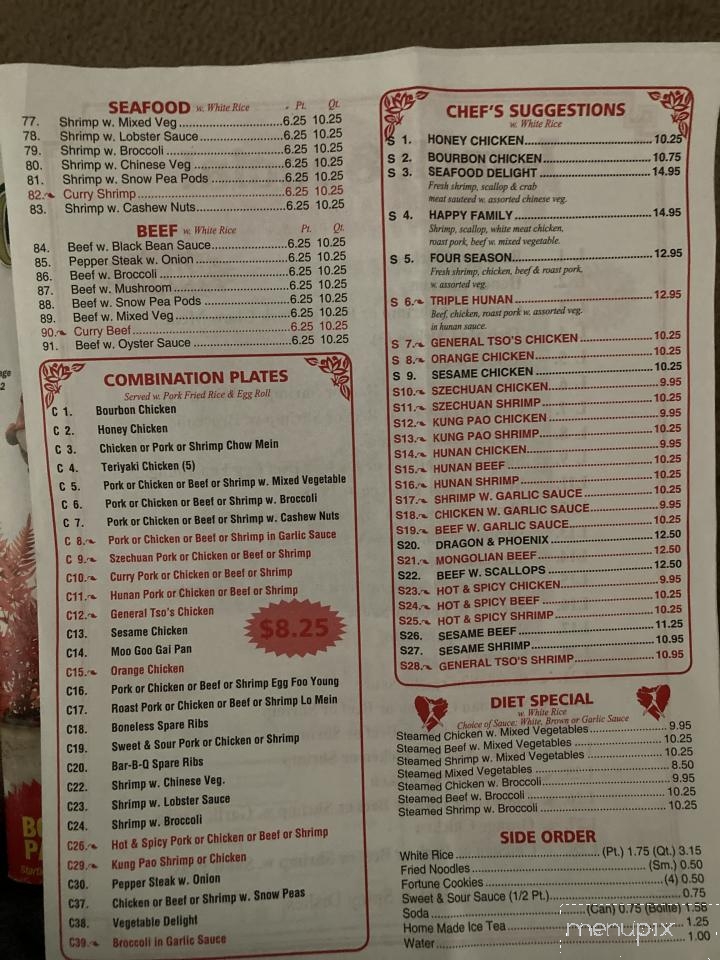 SEAFOOD w. White Rice Pt. Qt.
77. Shrimp w. Mixed Veg 6.25 10.25
78. Shrimp w. Lobster Sauce 6.25 10.25
79. Shrimp w. Broccoli 6.25 10.25
80. Shrimp w. Chinese Veg 6.25 10.25
81. Shrimp w. Snow Pea Pods 6.25 10.25
82. Curry Shrimp 6.25 10.25
83. Shrimp w. Cashew Nuts 6.25 10.25
BEEF w. White Rice Pt. Qt.
84. Beef w. Black Bean Sauce 6.25 10.25
85. Pepper Steak w. Onion 6.25 10.25
86. Beef w. Broccoli 6.25 10.25
87. Beef w. Mushroom 6.25 10.25
88. Beef w. Snow Pea Pods 6.25 10.25
89. Beef w. Mixed Veg 6.25 10.25
90. Curry Beef 6.25 10.25
91. Beef w. Oyster Sauce 6.25 10.25
COMBINATION PLATES
Served w. Pork Fried Rice & Egg Roll
C 1. Bourbon Chicken
C 2. Honey Chicken
C 3. Chicken or Pork or Shrimp Chow Mein
C 4. Teriyaki Chicken (5)
C 5. Pork or Chicken or Beef or Shrimp w. Mixed Vegetable
C 6. Pork or Chicken or Beef or Shrimp w. Broccoli
C 7. Pork or Chicken or Beef or Shrimp w. Cashew Nuts
C 8. Pork or Chicken or Beef or Shrimp in Garlic Sauce
C 9. Szechuan Pork or Chicken or Beef or Shrimp
C10. Curry Pork or Chicken or Beef or Shrimp
C11. Hunan Pork or Chicken or Beef or Shrimp
C12. General Tso's Chicken
C13. Sesame Chicken
C14. Moo Goo Gai Pan
$8.25
C15. Orange Chicken
C16. Pork or Chicken or Beef or Shrimp Egg Foo Young
C17. Roast Pork or Chicken or Beef or Shrimp Lo Mein
C18. Boneless Spare Ribs
C19. Sweet & Sour Pork or Chicken or Shrimp
C20. Bar-B-Q Spare Ribs
C22. Shrimp w. Chinese Veg.
C23. Shrimp w. Lobster Sauce
C24. Shrimp w. Broccoli
C26. Hot & Spicy Pork or Chicken or Beef or Shrimp
C29. Kung Pao Shrimp or Chicken
C30. Pepper Steak w. Onion
C37. Chicken or Beef or Shrimp w. Snow Peas
C38. Vegetable Delight
C39. Broccoli in Garlic Sauce
CHEF'S SUGGESTIONS
w. White Rice
S 1. HONEY CHICKEN 10.25
S 2. BOURBON CHICKEN 10.75
S 3. SEAFOOD DELIGHT 14.95
Fresh shrimp, scallop & crab
meat sauteed w. assorted chinese veg.
S 4. HAPPY FAMILY 14.95
Shrimp, scallop, white meat chicken,
roast pork, beef w. mixed vegetable.
S 5. FOUR SEASON 12.95
Fresh shrimp, chicken, beef & roast pork,
w. assorted veg.
S 6. TRIPLE HUNAN 12.95
Beef, chicken, roast pork w. assorted veg.
in hunan sauce.
S 7. GENERAL TSO'S CHICKEN 10.25
S 8. ORANGE CHICKEN 10.25
S 9. SESAME CHICKEN 10.25
S10. SZECHUAN CHICKEN 9.95
S11. SZECHUAN SHRIMP 10.25
S12. KUNG PAO CHICKEN 9.95
S13. KUNG PAO SHRIMP 10.25
S14. HUNAN CHICKEN 9.95
S15. HUNAN BEEF 10.25
S16. HUNAN SHRIMP 10.25
S17. SHRIMP W. GARLIC SAUCE 10.25
S18. CHICKEN W. GARLIC SAUCE 9.95
S19. BEEF W. GARLIC SAUCE 10.25
S20. DRAGON & PHOENIX 12.50
S21. MONGOLIAN BEEF 12.50
S22. BEEF W. SCALLOPS 12.50
S23. HOT & SPICY CHICKEN 9.95
S24. HOT & SPICY BEEF 10.25
S25. HOT & SPICY SHRIMP 10.25
S26. SESAME BEEF 11.25
S27. SESAME SHRIMP 10.95
S28. GENERAL TSO'S SHRIMP 10.95
DIET SPECIAL
w. White Rice
Choice of Sauce: White, Brown or Garlic Sauce
Steamed Chicken w. Mixed Vegetables 9.95
Steamed Beef w. Mixed Vegetables 10.25
Steamed Shrimp w. Mixed Vegetables 10.25
Steamed Mixed Vegetables 8.50
Steamed Chicken w. Broccoli 9.95
Steamed Beef w. Broccoli 10.25
Steamed Shrimp w. Broccoli 10.25
SIDE ORDER
White Rice (Pt.) 1.75 (Qt.) 3.15
Fried Noodles (Sm.) 0.50
Fortune Cookies (4) 0.50
Sweet & Sour Sauce (1/2 Pt.) 0.75
Soda (Can) 0.75 (Bottle)
Home Made Ice Tea 1.25
Water 1.00
menupix